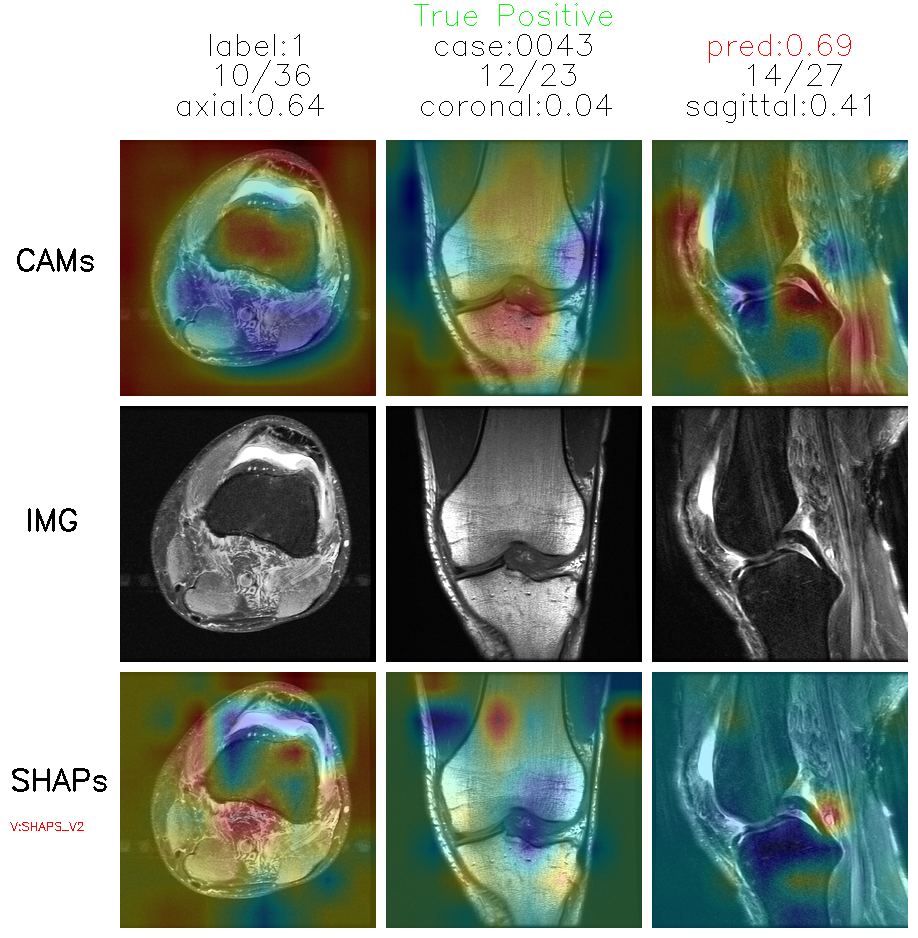 True Positive
label:1 case:0043 pred:0.69
10/36 12/23 14/27
axial:0.64 coronal:0.04 sagittal:0.41
CAMs
IMG
SHAPs
V:SHAPS_V2